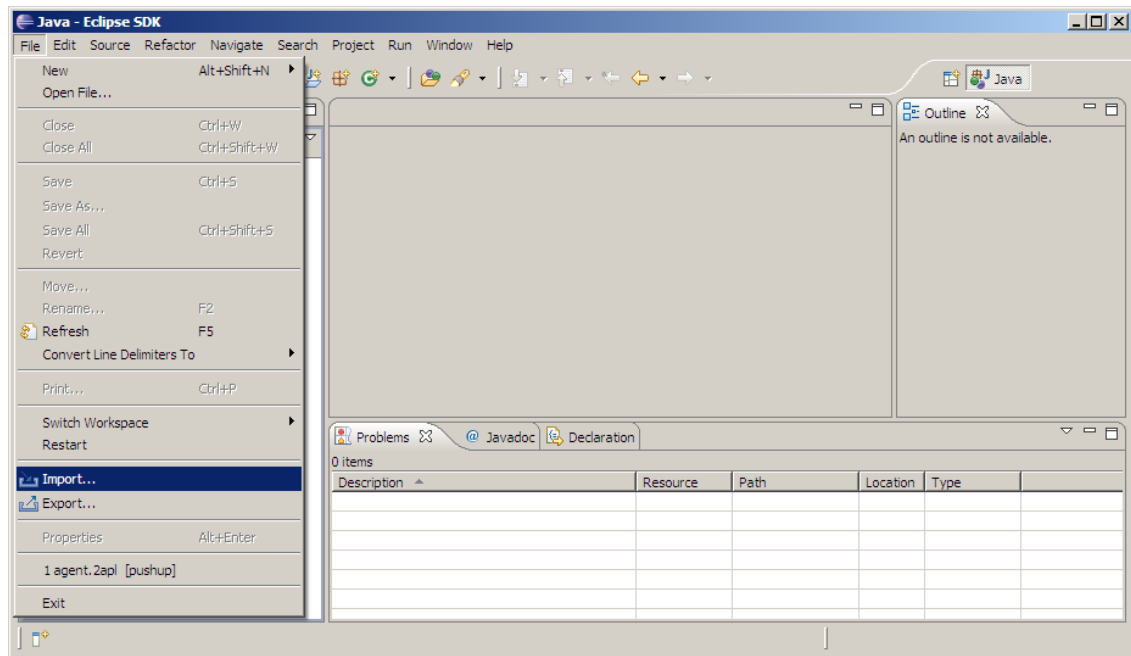 Java - Eclipse SDK
File Edit Source Refactor Navigate Search Project Run Window Help
New Alt+Shift+N
Open File...
Close Ctrl+W
Close All Ctrl+Shift+W
Save Ctrl+S
Save As...
Save All Ctrl+Shift+S
Revert
Move...
Rename... F2
Refresh F5
Convert Line Delimiters To
Print... Ctrl+P
Switch Workspace
Restart
Import...
Export...
Properties Alt+Enter
1 agent.2apl [pushup]
Exit
Java
Outline
An outline is not available.
Problems @ Javadoc Declaration
0 items
Description Resource Path Location Type